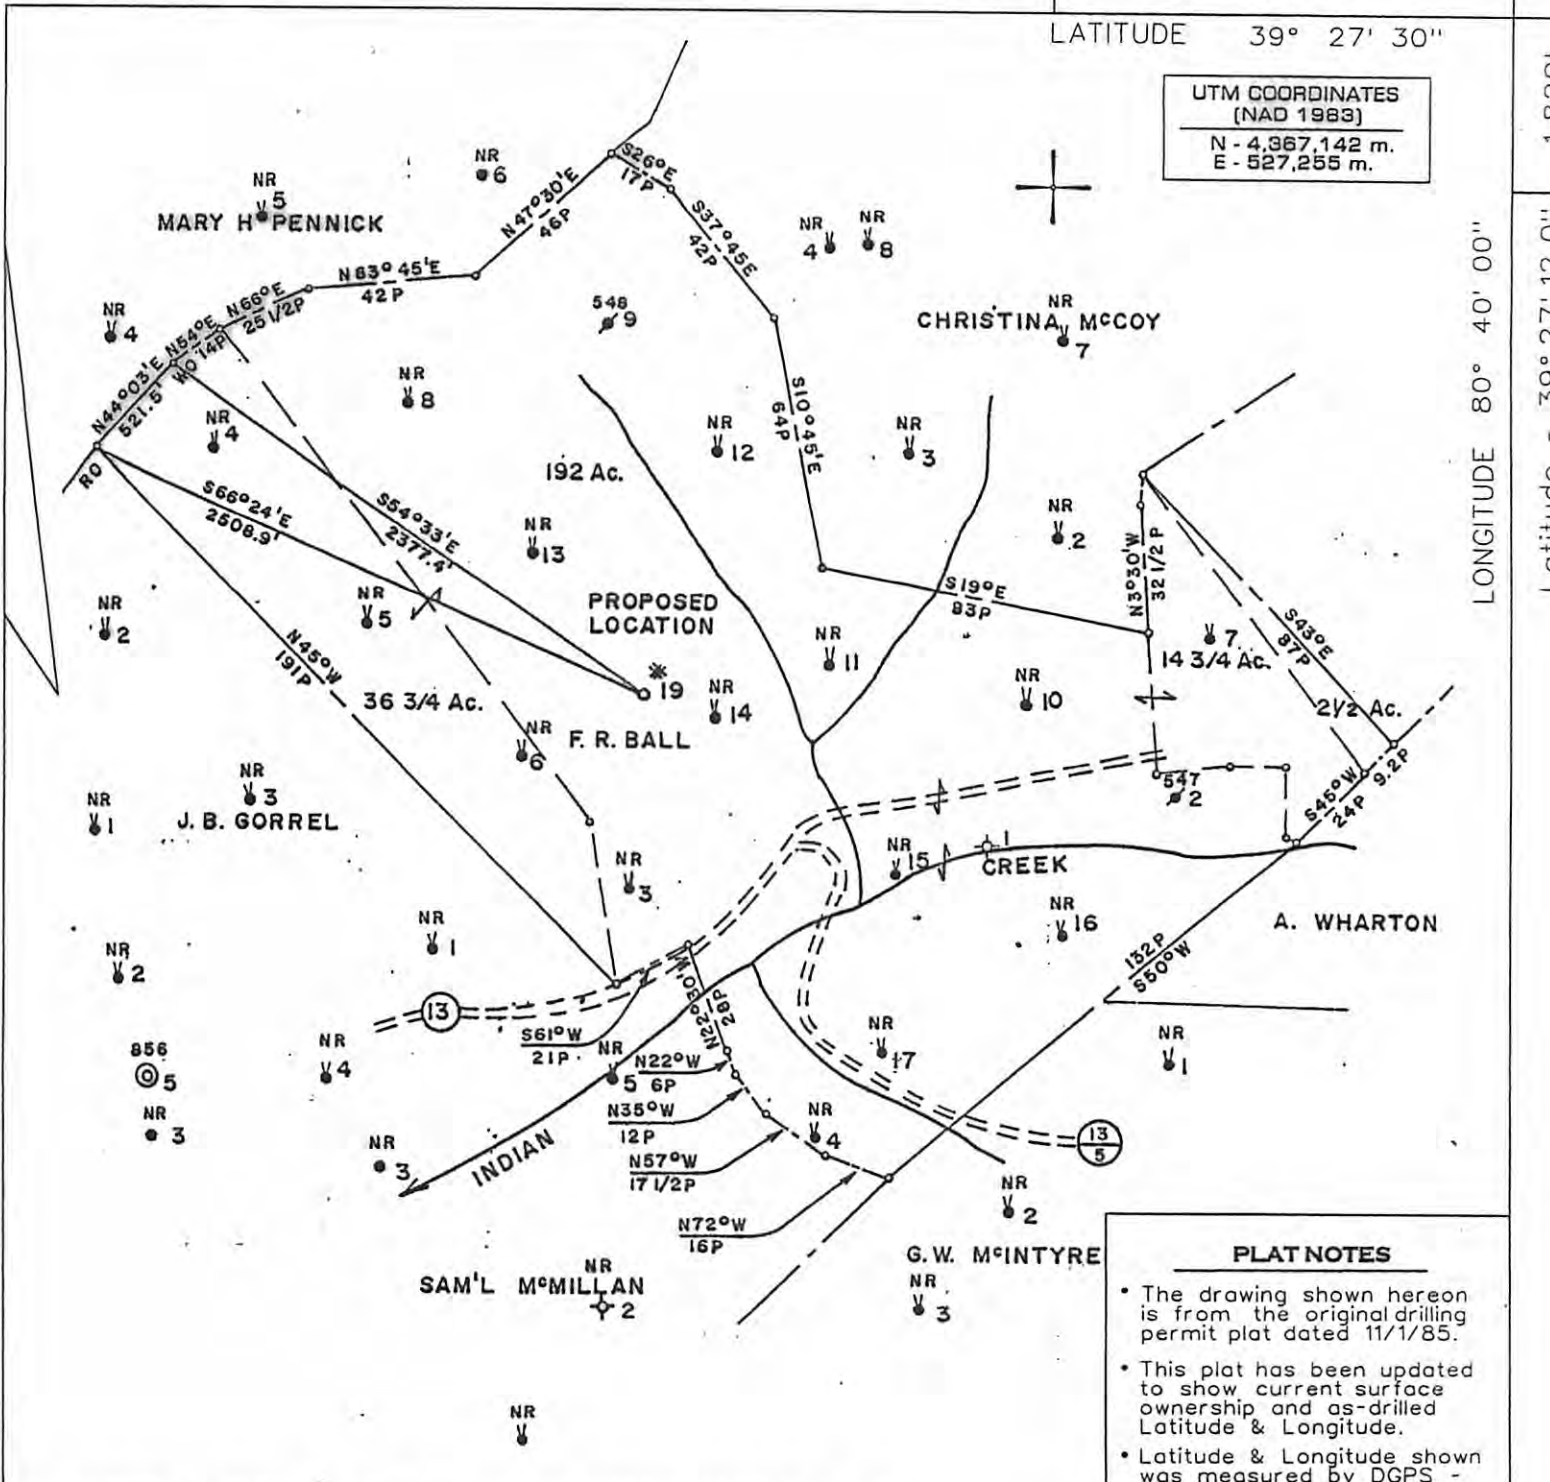 LATITUDE 39° 27' 30"
UTM COORDINATES
(NAD 1983)
N - 4,367,142 m.
E - 527,255 m.
LONGITUDE 80° 40' 00"
NR
6
NR
5
MARY H PENNICK
S26°E
17P
N47°30'E
46P
S37°45E
42P
NR
4
NR
8
N83°45'E
42P
N66°E
25 1/2P
N54°E
14P
WO
N44°03'E
521.5'
RO
NR
4
548
9
CHRISTINA McCOY
NR
7
NR
8
NR
4
S10°45'E
64P
NR
12
NR
3
192 Ac.
S66°24'E
2508.9'
S54°33'E
2377.4'
NR
13
NR
2
N3°30'W
32 1/2 P
S19°E
83P
S43°E
87P
NR
2
NR
5
PROPOSED
LOCATION
19
NR
11
7
14 3/4 Ac.
N45°W
191P
36 3/4 Ac.
NR
14
NR
10
2 1/2 Ac.
F. R. BALL
NR
6
NR
3
J. B. GORREL
NR
1
547
2
S45°W
24P
9.2P
NR
15
1
CREEK
NR
3
NR
16
A. WHARTON
NR
1
NR
2
132P
S50°W
N22°30'W
28P
13
S61°W
21P
NR
5
N22°W
6P
NR
17
NR
1
NR
4
856
5
NR
3
N35°W
12P
NR
4
13
5
NR
3
INDIAN
N57°W
17 1/2P
N72°W
16P
NR
2
G.W. McINTYRE
NR
3
SAM'L McMILLAN
NR
2
NR
PLAT NOTES
• The drawing shown hereon
is from the original drilling
permit plat dated 11/1/85.
• This plat has been updated
to show current surface
ownership and as-drilled
Latitude & Longitude.
• Latitude & Longitude shown
was measured by DGPS -